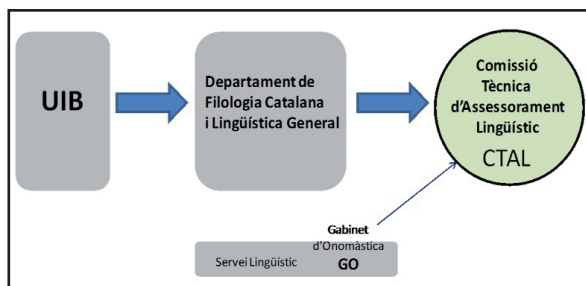 UIB
Departament de
Filologia Catalana
i Lingüística General
Comissió
Tècnica
d'Assessorament
Lingüístic
CTAL
Gabinet
d'Onomàstica
Servei Lingüístic
GO